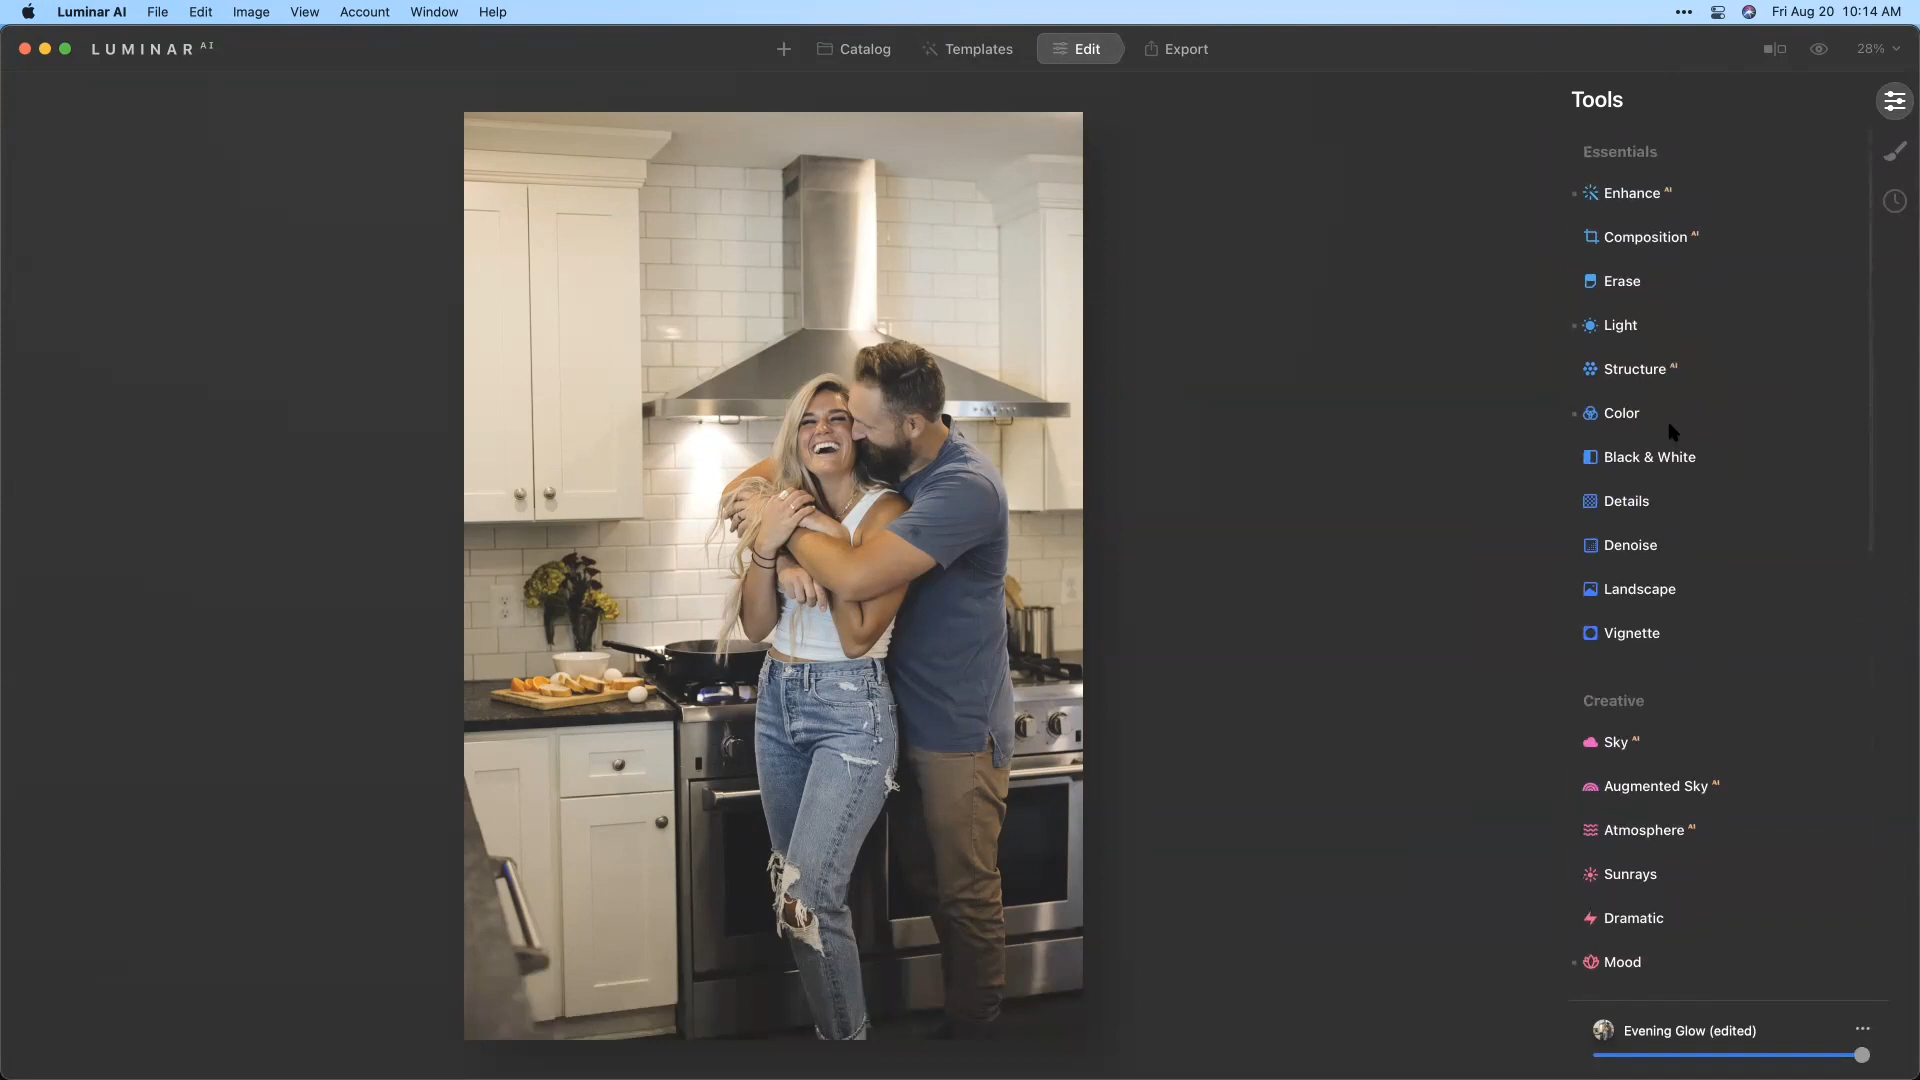 Luminar AI File Edit Image View Account Window Help ••• Fri Aug 20 10:14 AM
LUMINAR AI + Catalog Templates Edit Export 28%
Tools
Essentials
Enhance AI
Composition AI
Erase
Light
Structure AI
Color
Black & White
Details
Denoise
Landscape
Vignette
Creative
Sky AI
Augmented Sky AI
Atmosphere AI
Sunrays
Dramatic
Mood
Evening Glow (edited) •••